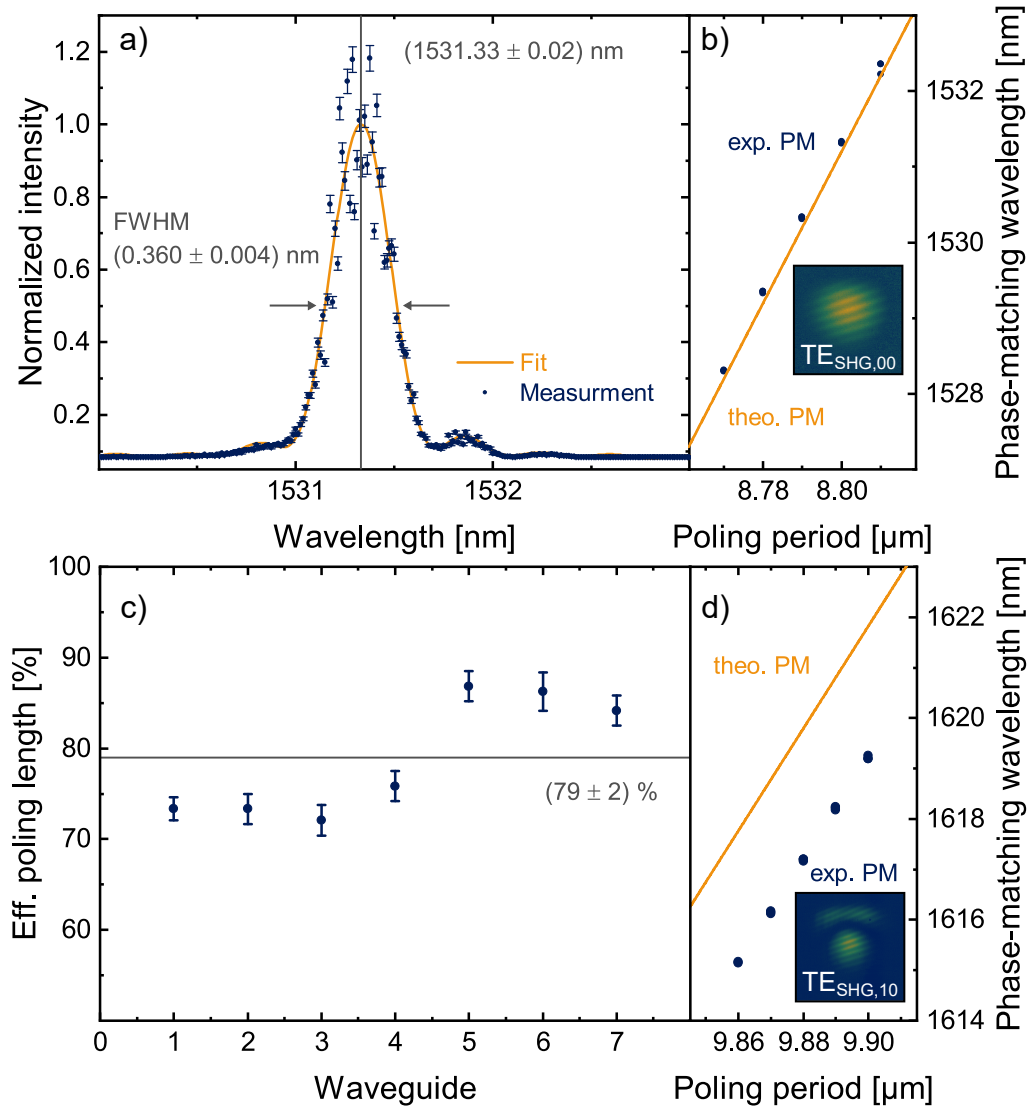 a)
(1531.33 ± 0.02) nm
FWHM
(0.360 ± 0.004) nm
Fit
Measurment
Normalized intensity
1.2
1.0
0.8
0.6
0.4
0.2
1531
1532
Wavelength [nm]
b)
exp. PM
TE_SHG,00
theo. PM
1532
1530
1528
Phase-matching wavelength [nm]
8.78
8.80
Poling period [µm]
c)
(79 ± 2) %
Eff. poling length [%]
100
90
80
70
60
0
1
2
3
4
5
6
7
Waveguide
d)
theo. PM
exp. PM
TE_SHG,10
1622
1620
1618
1616
1614
Phase-matching wavelength [nm]
9.86
9.88
9.90
Poling period [µm]